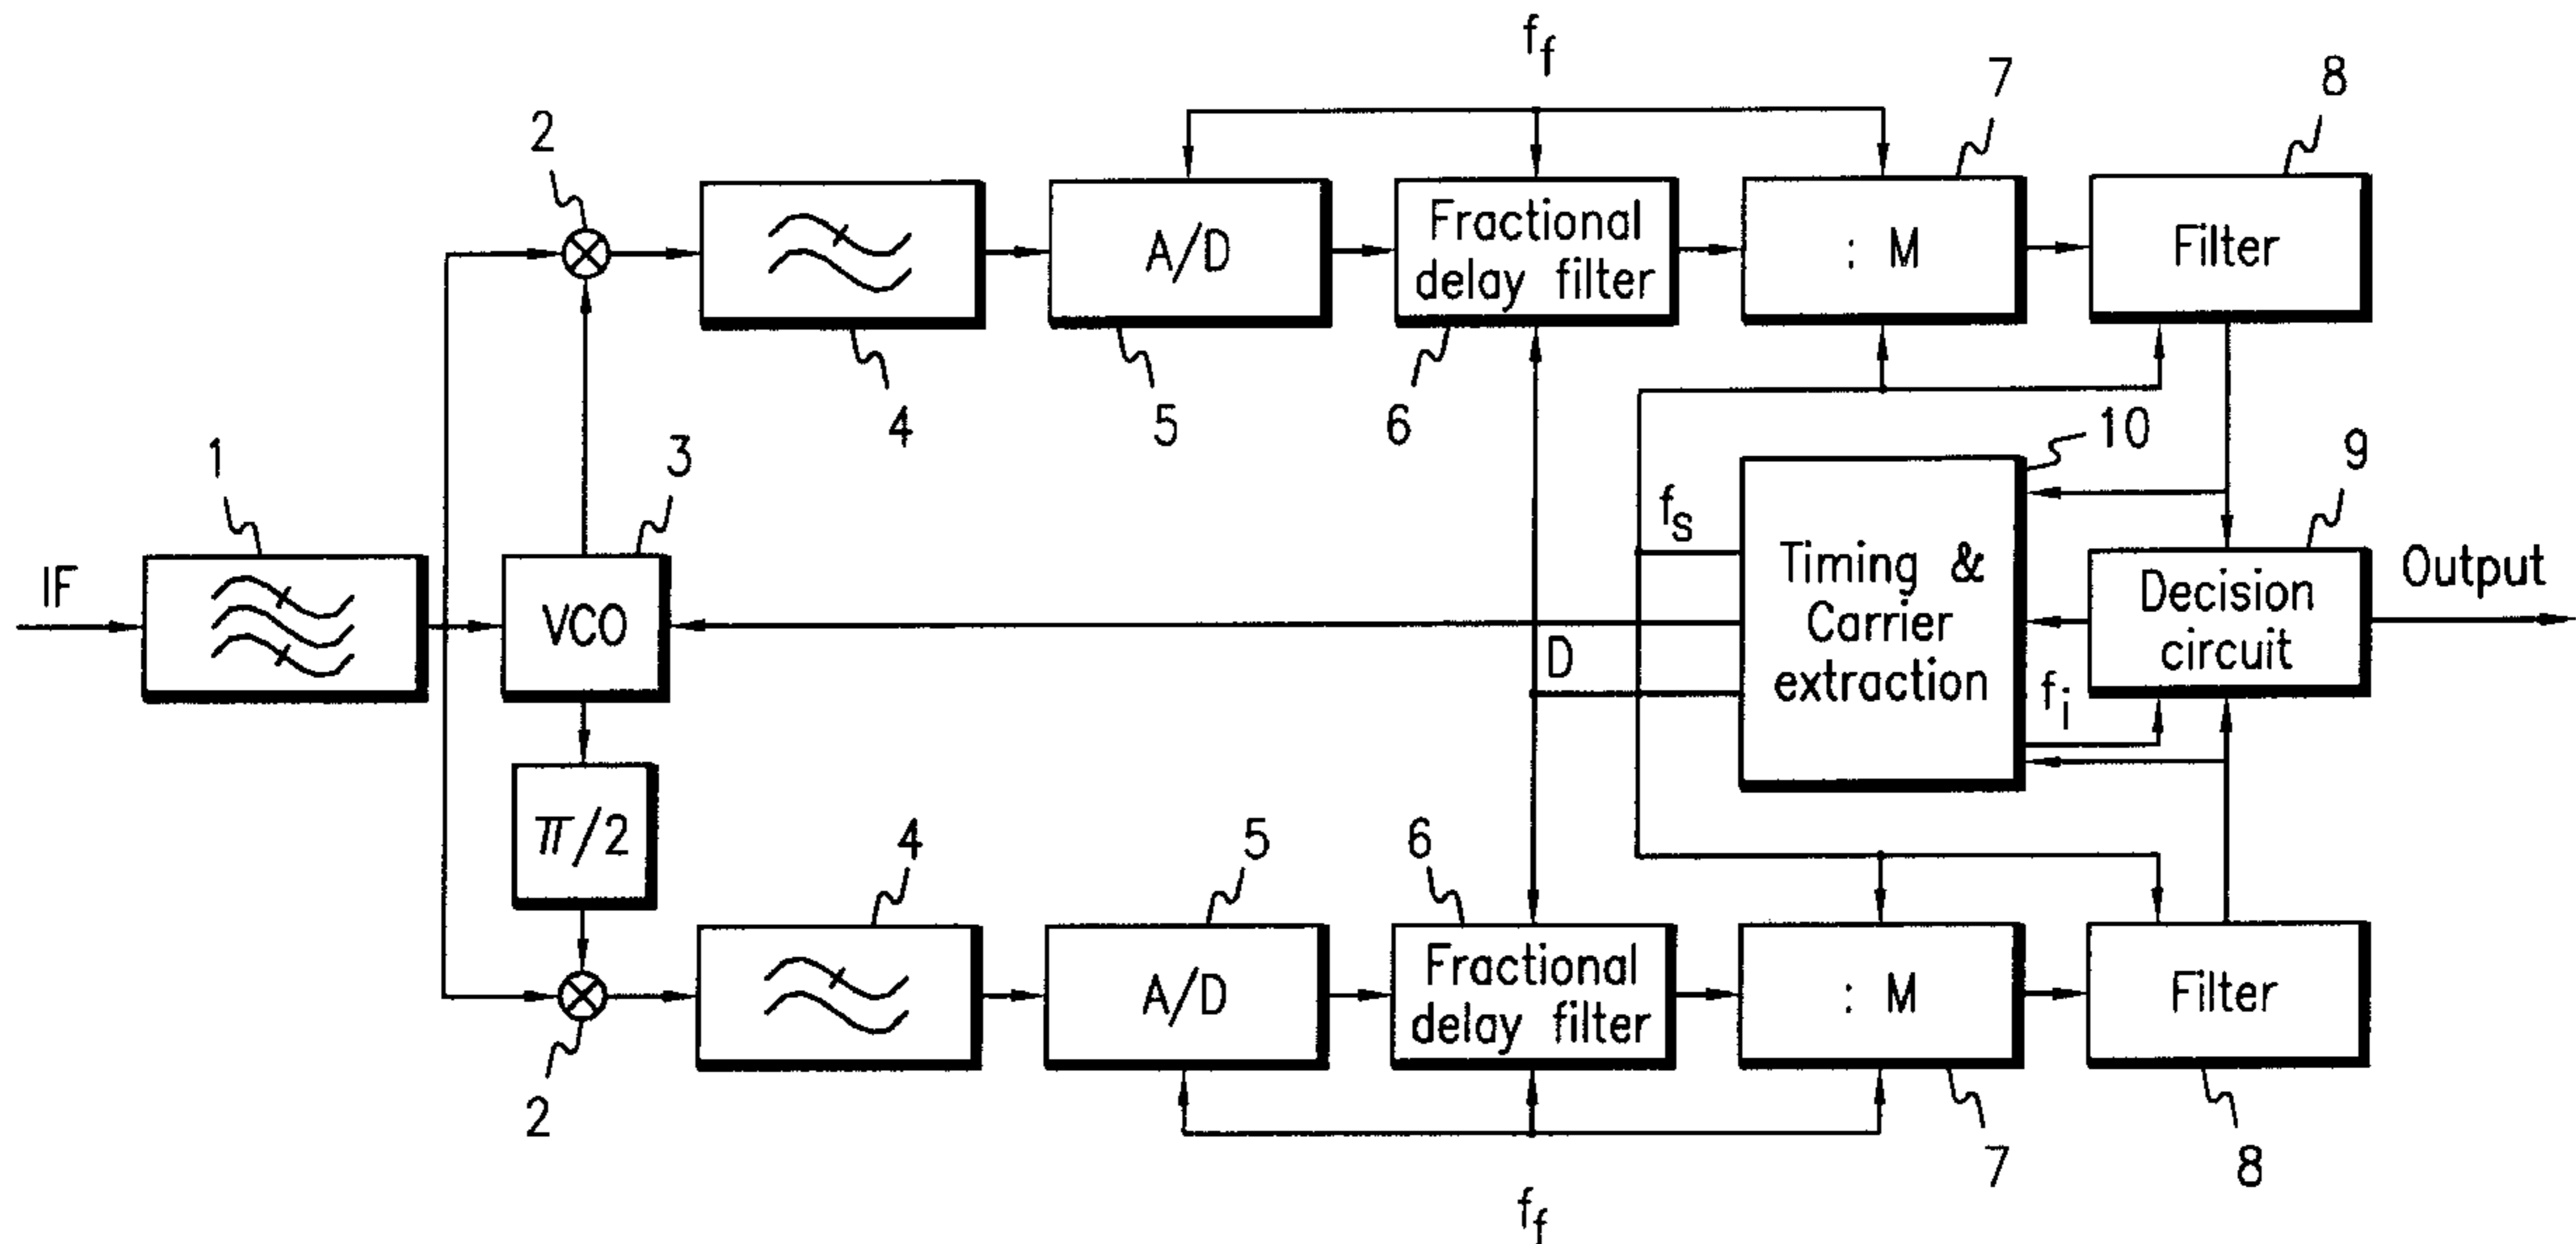 f_f
7
8
2
Fractional
delay filter
A/D
: M
Filter
4
5
6
10
1
3
9
f_s
IF
VCO
Timing &
Carrier
extraction
Decision
circuit
Output
D
f_i
π/2
4
5
6
A/D
Fractional
delay filter
: M
Filter
2
7
8
f_f